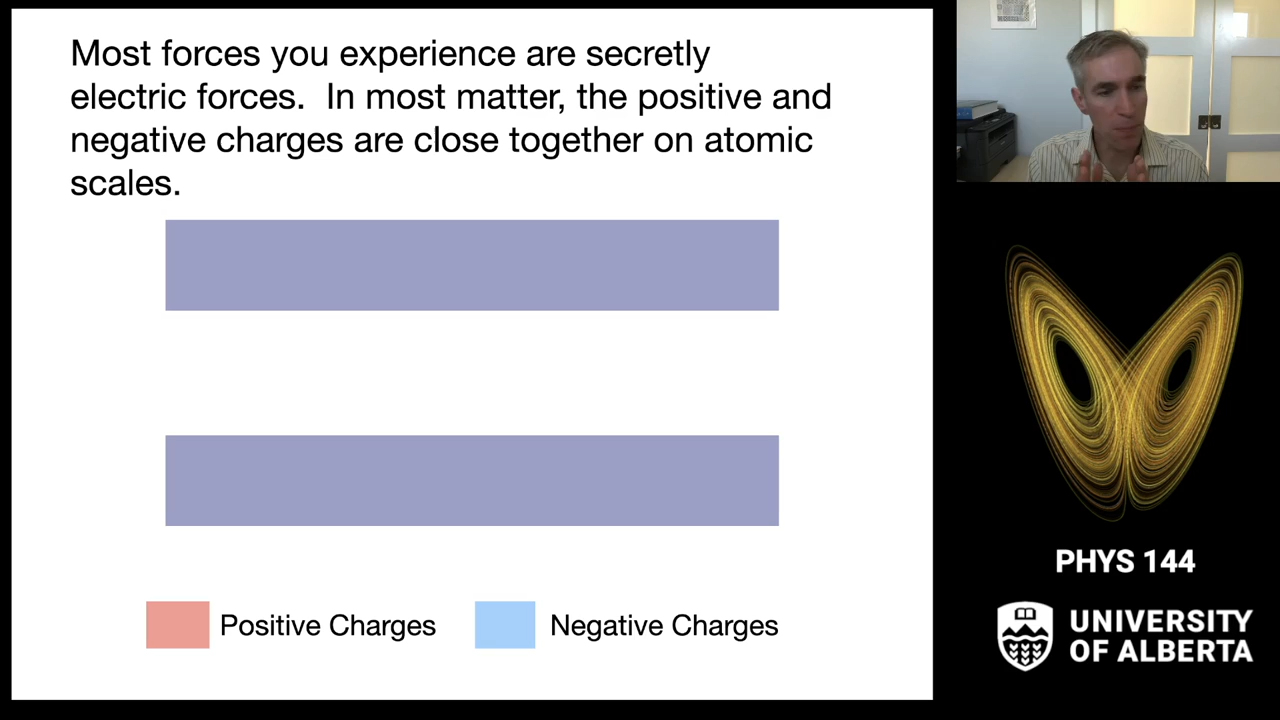 Most forces you experience are secretly
electric forces.  In most matter, the positive and
negative charges are close together on atomic
scales.
Positive Charges
Negative Charges
PHYS 144
UNIVERSITY
OF ALBERTA